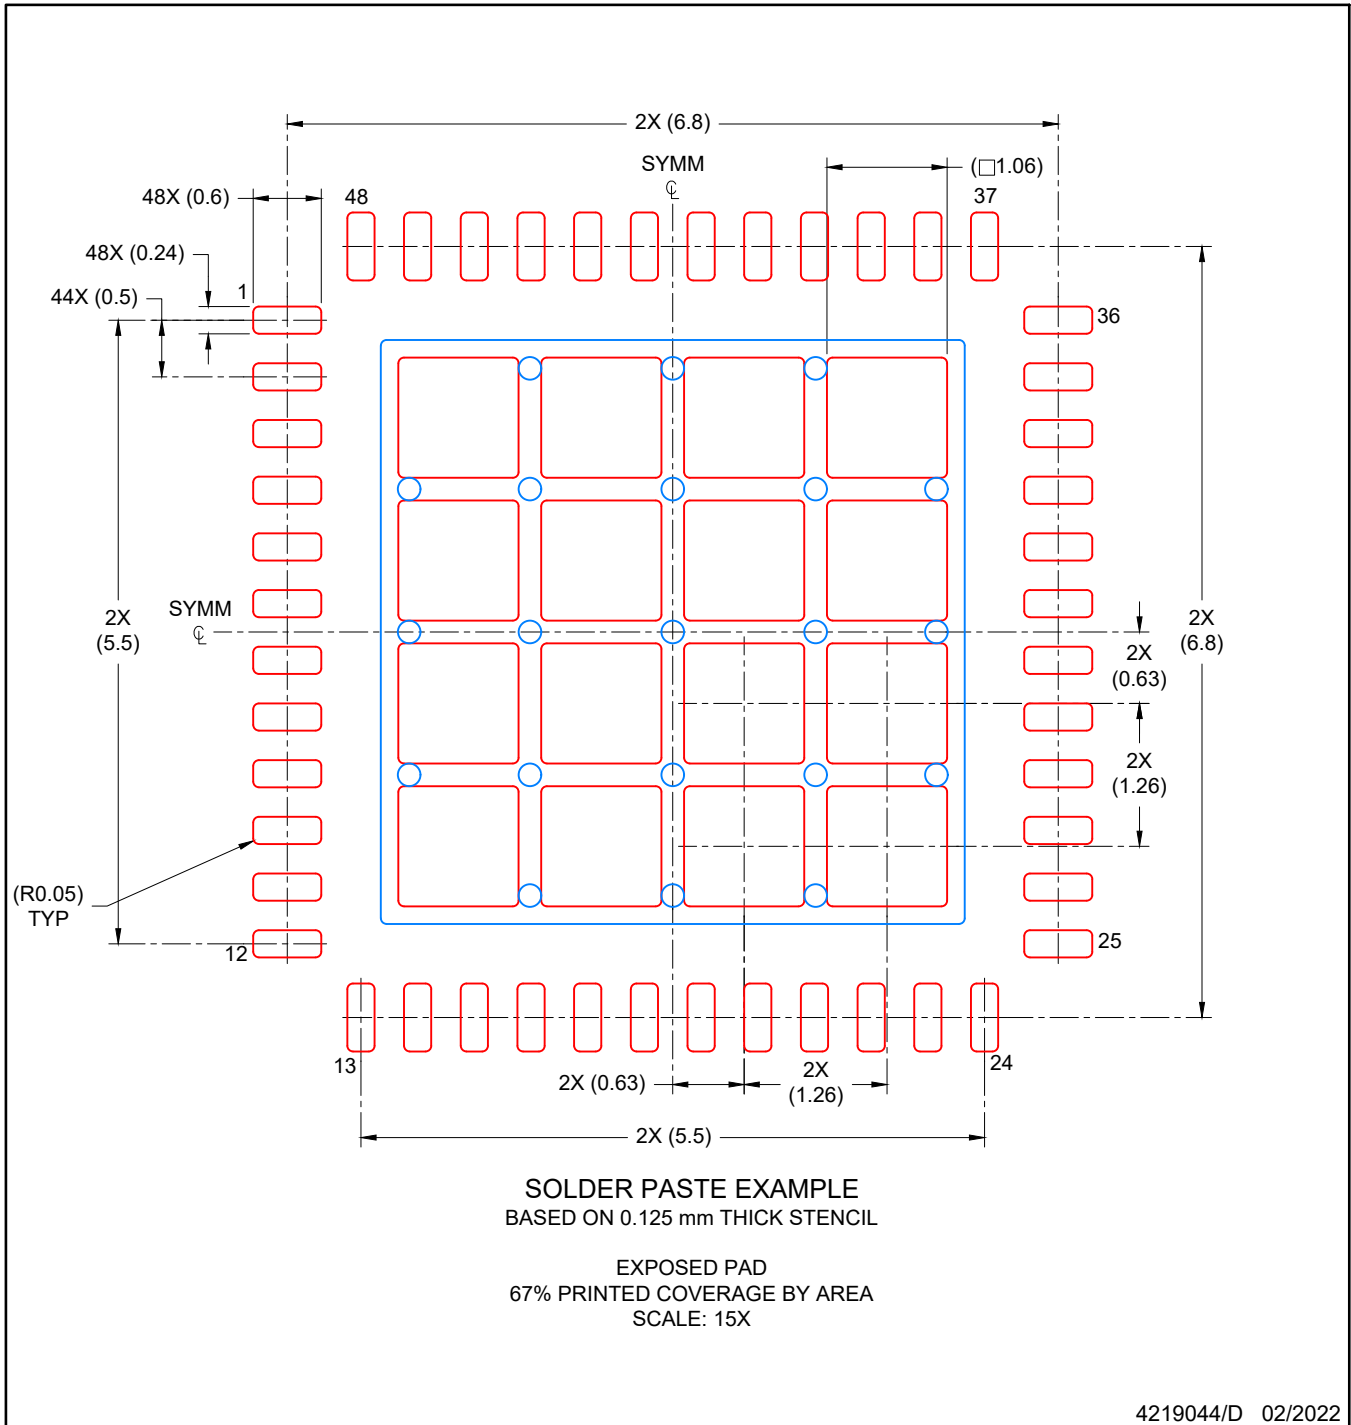 2X (6.8)
SYMM
℄
(□1.06)
48X (0.6)
48
37
48X (0.24)
44X (0.5)
1
36
SYMM
℄
2X
(5.5)
2X
(0.63)
2X
(6.8)
2X
(1.26)
(R0.05)
TYP
12
25
13
24
2X (0.63)
2X
(1.26)
2X (5.5)
SOLDER PASTE EXAMPLE
BASED ON 0.125 mm THICK STENCIL
EXPOSED PAD
67% PRINTED COVERAGE BY AREA
SCALE: 15X
4219044/D 02/2022